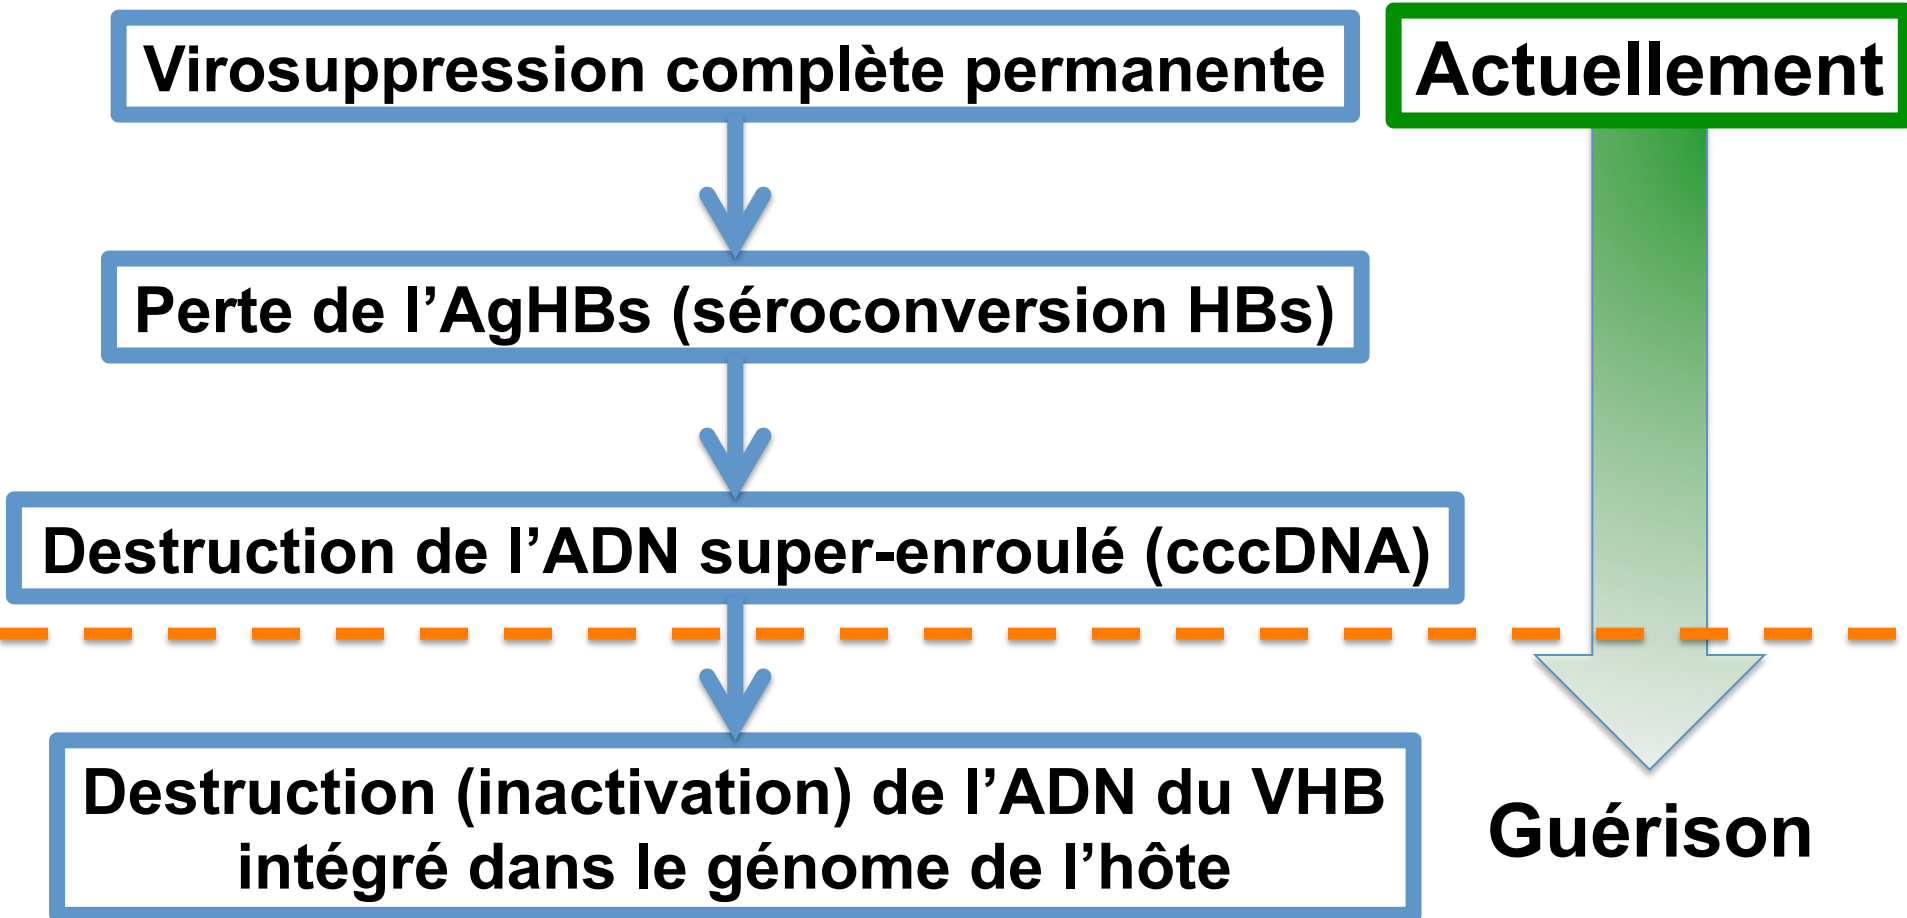 Virosuppression complète permanente
Actuellement
Perte de l’AgHBs (séroconversion HBs)
Destruction de l’ADN super-enroulé (cccDNA)
Destruction (inactivation) de l’ADN du VHB
intégré dans le génome de l’hôte
Guérison